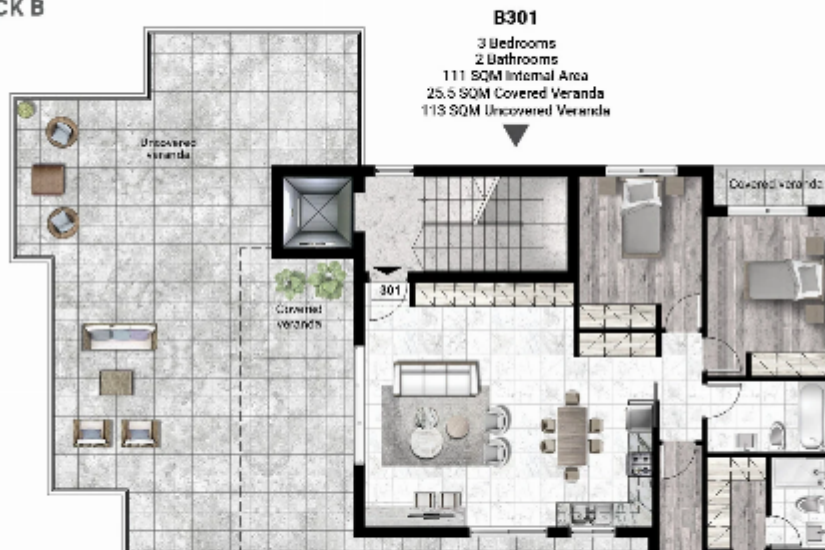 CK B
B301
3 Bedrooms
2 Bathrooms
111 SQM Internal Area
25.5 SQM Covered Veranda
113 SQM Uncovered Veranda
Uncovered
veranda
Covered veranda
301
Covered
veranda